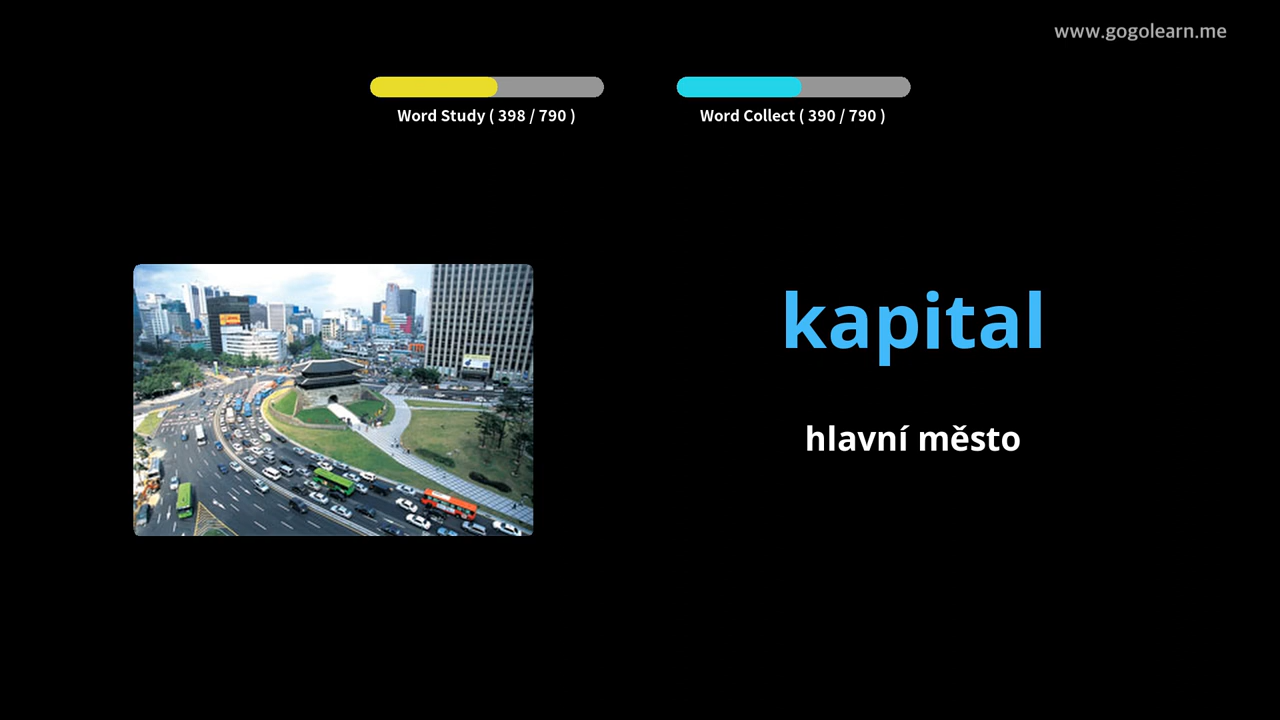 www.gogolearn.me
Word Study ( 398 / 790 )
Word Collect ( 390 / 790 )
kapital
hlavní město